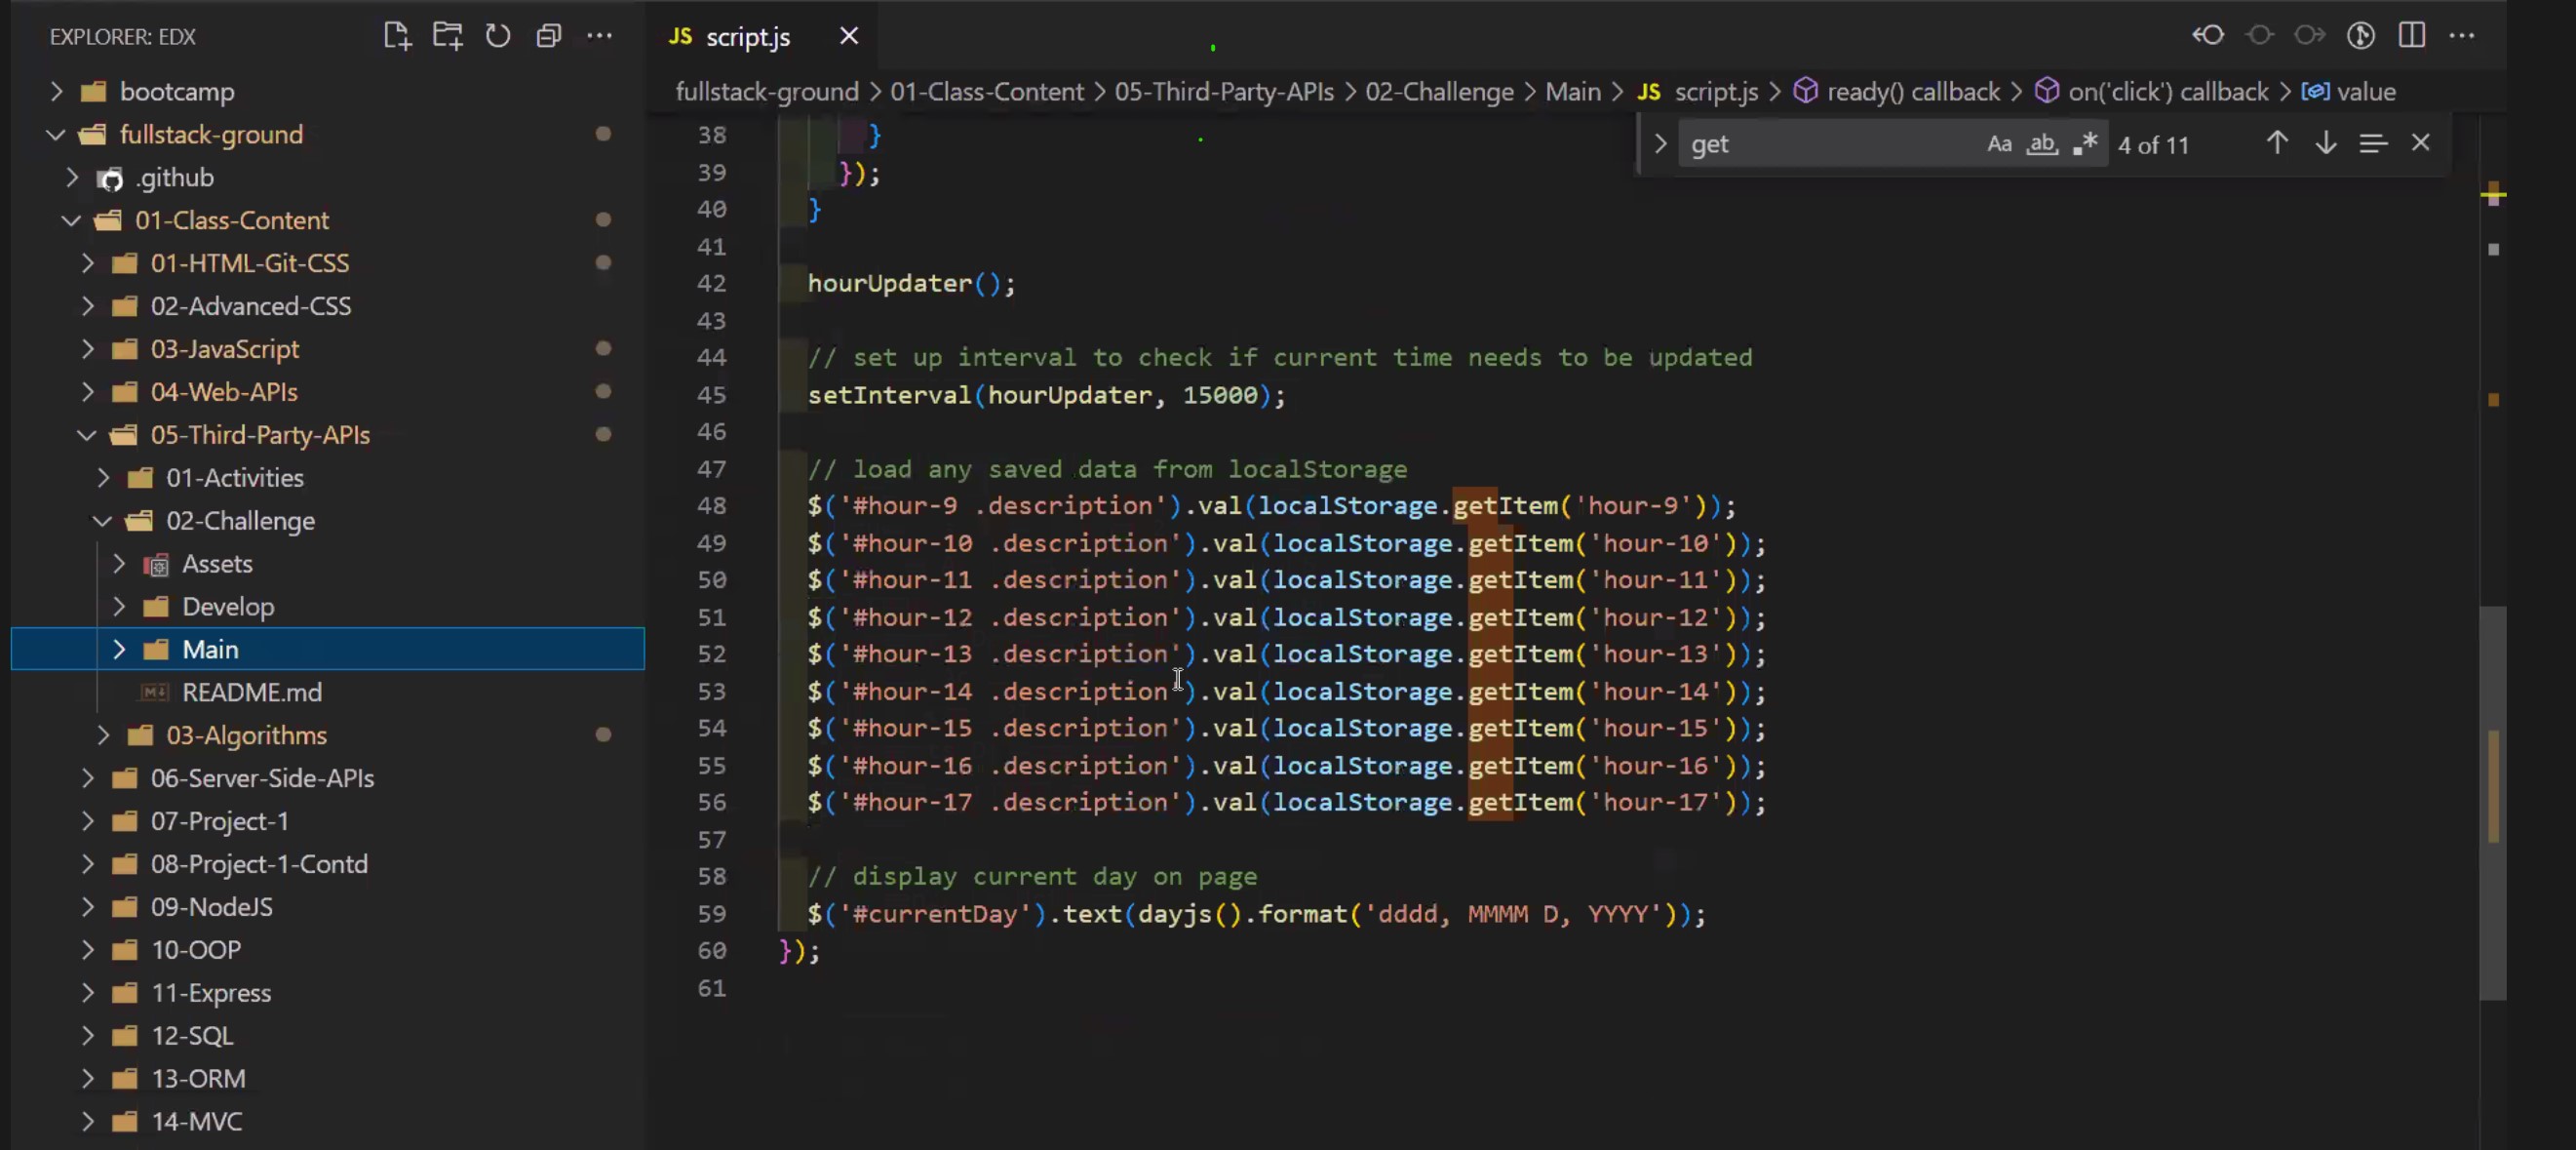 EXPLORER: EDX
bootcamp
fullstack-ground
.github
01-Class-Content
01-HTML-Git-CSS
02-Advanced-CSS
03-JavaScript
04-Web-APIs
05-Third-Party-APIs
01-Activities
02-Challenge
Assets
Develop
Main
README.md
03-Algorithms
06-Server-Side-APIs
07-Project-1
08-Project-1-Contd
09-NodeJS
10-OOP
11-Express
12-SQL
13-ORM
14-MVC
JS script.js
fullstack-ground > 01-Class-Content > 05-Third-Party-APIs > 02-Challenge > Main > JS script.js > ready() callback > on('click') callback > value
get Aa ab .* 4 of 11
38 }
39 });
40 }
41
42 hourUpdater();
43
44 // set up interval to check if current time needs to be updated
45 setInterval(hourUpdater, 15000);
46
47 // load any saved data from localStorage
48 $('#hour-9 .description').val(localStorage.getItem('hour-9'));
49 $('#hour-10 .description').val(localStorage.getItem('hour-10'));
50 $('#hour-11 .description').val(localStorage.getItem('hour-11'));
51 $('#hour-12 .description').val(localStorage.getItem('hour-12'));
52 $('#hour-13 .description').val(localStorage.getItem('hour-13'));
53 $('#hour-14 .description').val(localStorage.getItem('hour-14'));
54 $('#hour-15 .description').val(localStorage.getItem('hour-15'));
55 $('#hour-16 .description').val(localStorage.getItem('hour-16'));
56 $('#hour-17 .description').val(localStorage.getItem('hour-17'));
57
58 // display current day on page
59 $('#currentDay').text(dayjs().format('dddd, MMMM D, YYYY'));
60 });
61